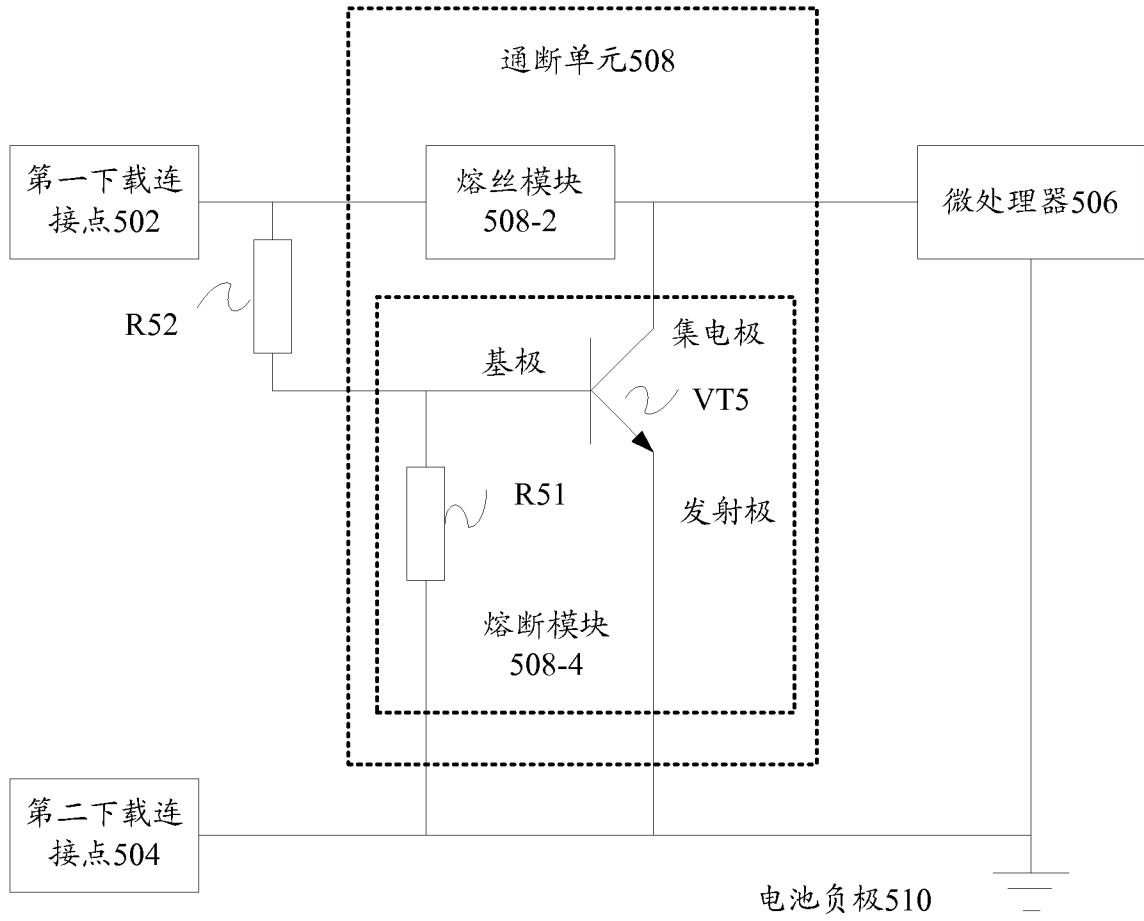 通断单元508
第一下载连
接点502
熔丝模块
508-2
微处理器506
R52
基极
集电极
VT5
R51
发射极
熔断模块
508-4
第二下载连
接点504
电池负极510